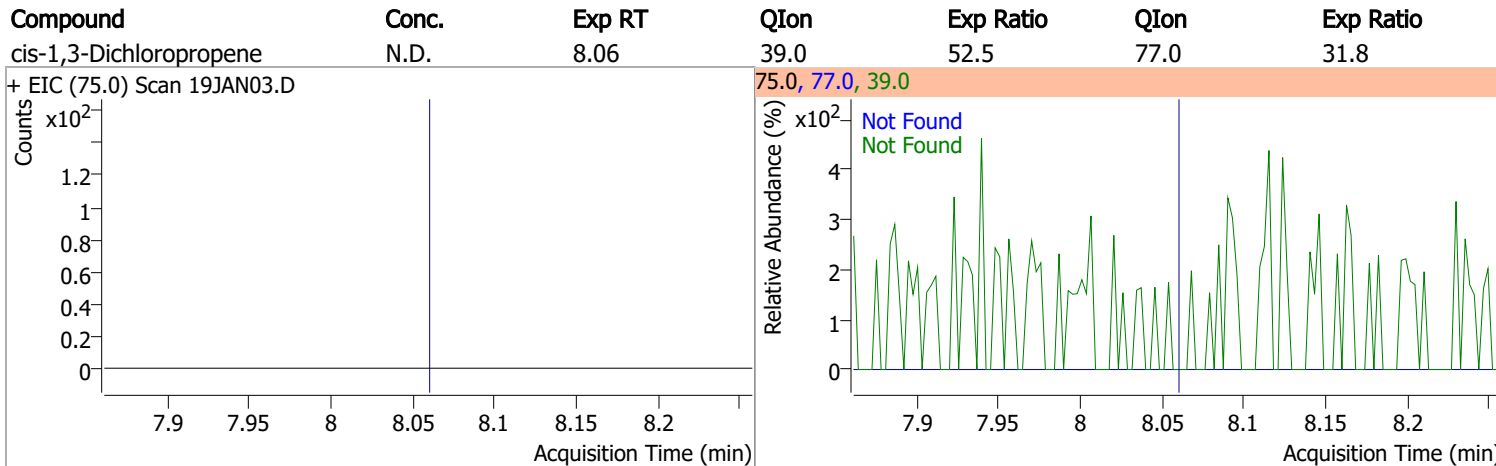 Compound Conc. Exp RT QIon Exp Ratio QIon Exp Ratio
cis-1,3-Dichloropropene N.D. 8.06 39.0 52.5 77.0 31.8
+ EIC (75.0) Scan 19JAN03.D
Counts
x10²
1.2
1
0.8
0.6
0.4
0.2
0
7.9 7.95 8 8.05 8.1 8.15 8.2
Acquisition Time (min)
75.0, 77.0, 39.0
Relative Abundance (%)
x10²
Not Found
Not Found
4
3
2
1
0
7.9 7.95 8 8.05 8.1 8.15 8.2
Acquisition Time (min)